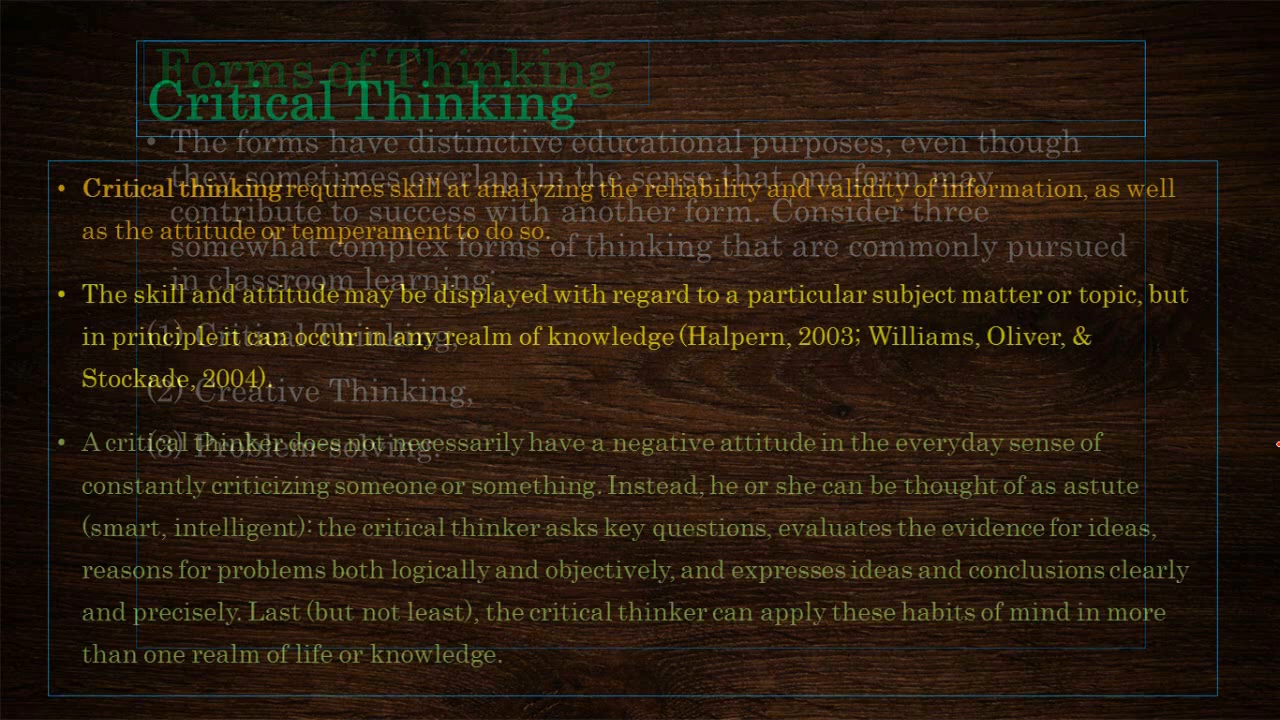 Forms of Thinking
Critical Thinking
• The forms have distinctive educational purposes, even though
they sometimes overlap, in the sense that one form may
contribute to success with another form. Consider three
somewhat complex forms of thinking that are commonly pursued
in classroom learning:
(1) Critical Thinking,
(2) Creative Thinking,
(3) Problem-solving.
• Critical thinking requires skill at analyzing the reliability and validity of information, as well
as the attitude or temperament to do so.
• The skill and attitude may be displayed with regard to a particular subject matter or topic, but
in principle it can occur in any realm of knowledge (Halpern, 2003; Williams, Oliver, &
Stockade, 2004).
• A critical thinker does not necessarily have a negative attitude in the everyday sense of
constantly criticizing someone or something. Instead, he or she can be thought of as astute
(smart, intelligent): the critical thinker asks key questions, evaluates the evidence for ideas,
reasons for problems both logically and objectively, and expresses ideas and conclusions clearly
and precisely. Last (but not least), the critical thinker can apply these habits of mind in more
than one realm of life or knowledge.